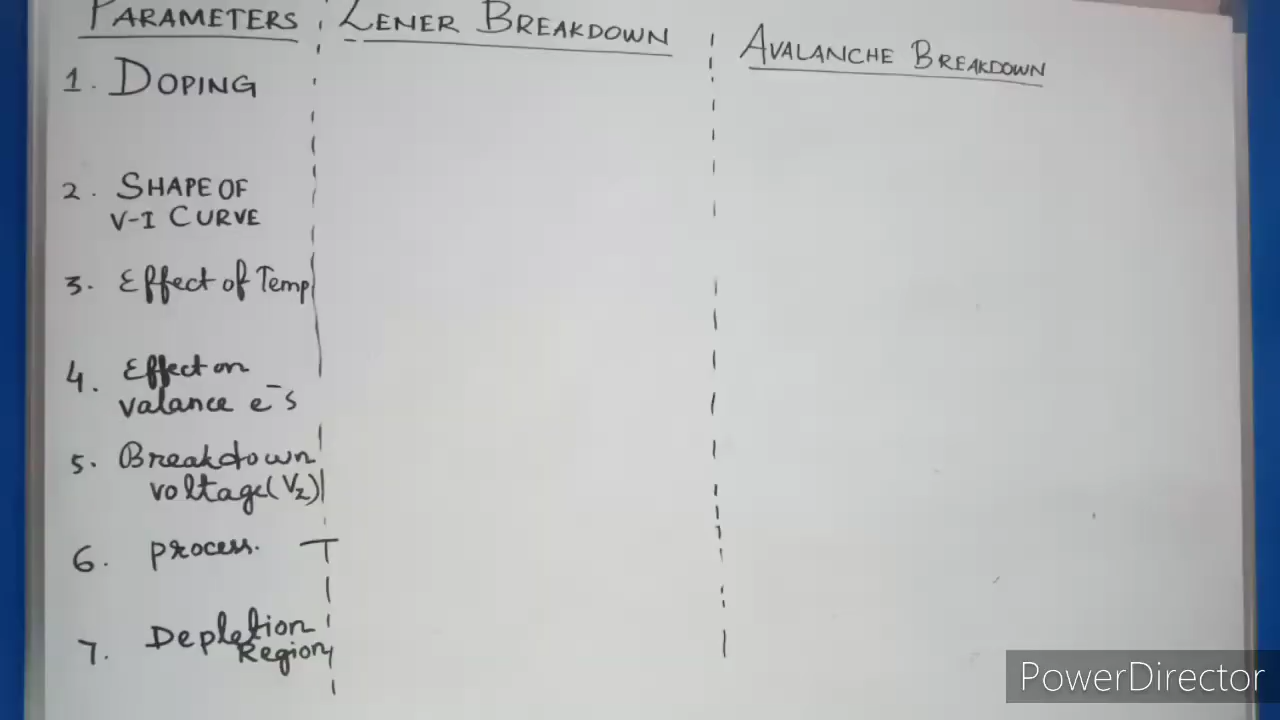 PARAMETERS
ZENER BREAKDOWN
AVALANCHE BREAKDOWN
1. DOPING
2. SHAPE OF
V-I CURVE
3. Effect of Temp
4. Effect on
valance e⁻s
5. Breakdown
voltage(Vz)
6. process.
7. Depletion
Region
PowerDirector